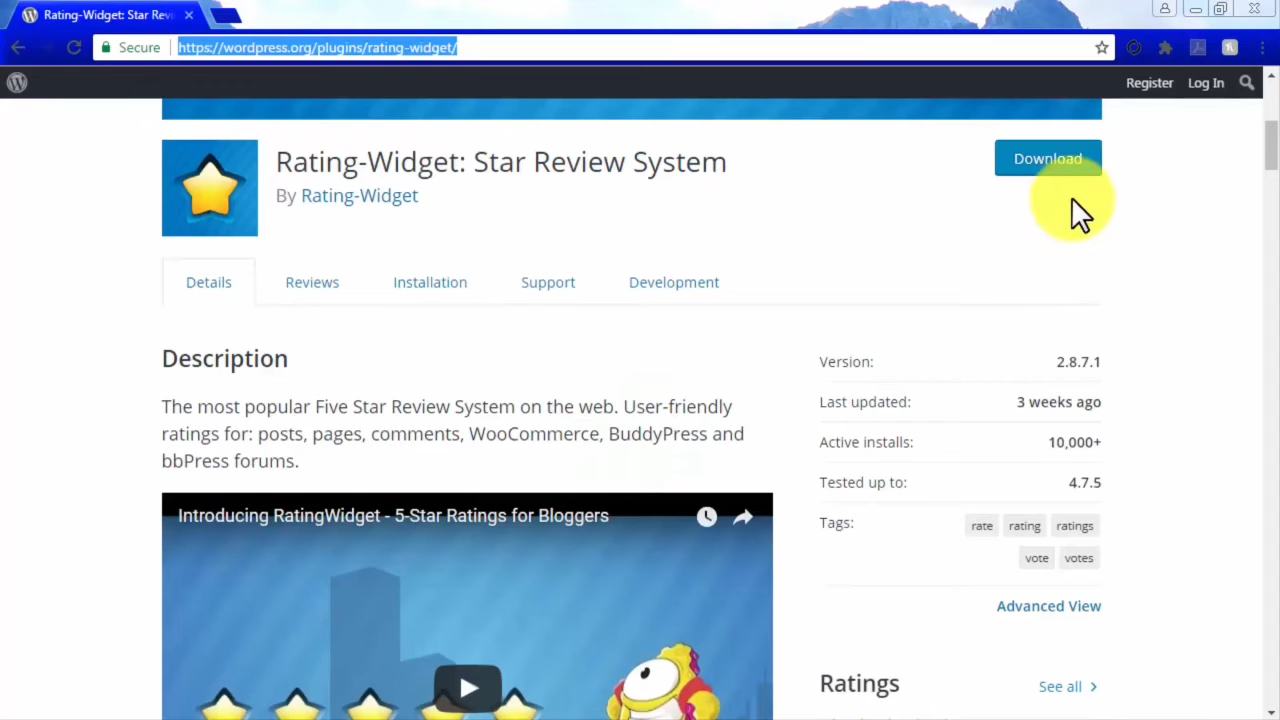 Rating-Widget: Star Rev
Secure
https://wordpress.org/plugins/rating-widget/
Register
Log In
Rating-Widget: Star Review System
Download
By Rating-Widget
Details
Reviews
Installation
Support
Development
Description
The most popular Five Star Review System on the web. User-friendly
ratings for: posts, pages, comments, WooCommerce, BuddyPress and
bbPress forums.
Introducing RatingWidget - 5-Star Ratings for Bloggers
Version: 2.8.7.1
Last updated: 3 weeks ago
Active installs: 10,000+
Tested up to: 4.7.5
Tags: rate rating ratings
vote votes
Advanced View
Ratings
See all